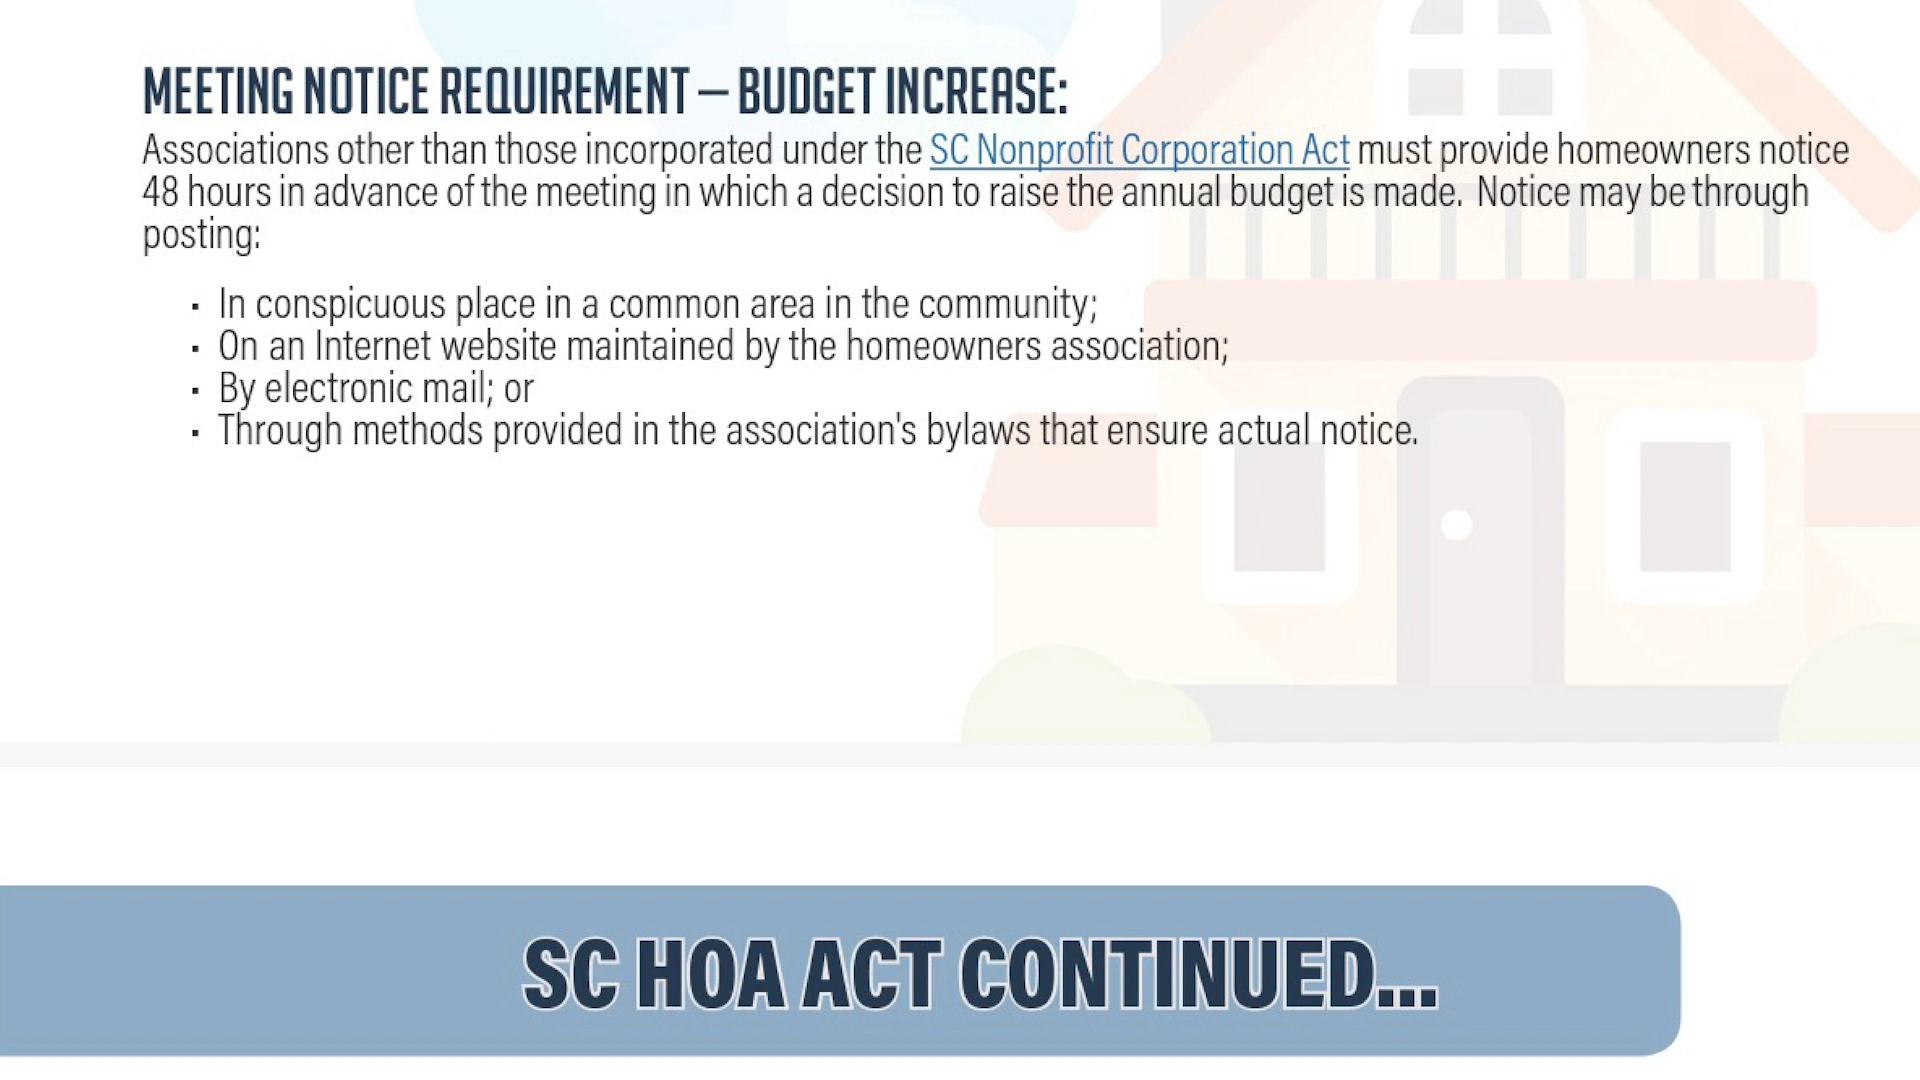 MEETING NOTICE REQUIREMENT – BUDGET INCREASE:
Associations other than those incorporated under the SC Nonprofit Corporation Act must provide homeowners notice
48 hours in advance of the meeting in which a decision to raise the annual budget is made. Notice may be through
posting:
▪ In conspicuous place in a common area in the community;
▪ On an Internet website maintained by the homeowners association;
▪ By electronic mail; or
▪ Through methods provided in the association's bylaws that ensure actual notice.
SC HOA ACT CONTINUED...